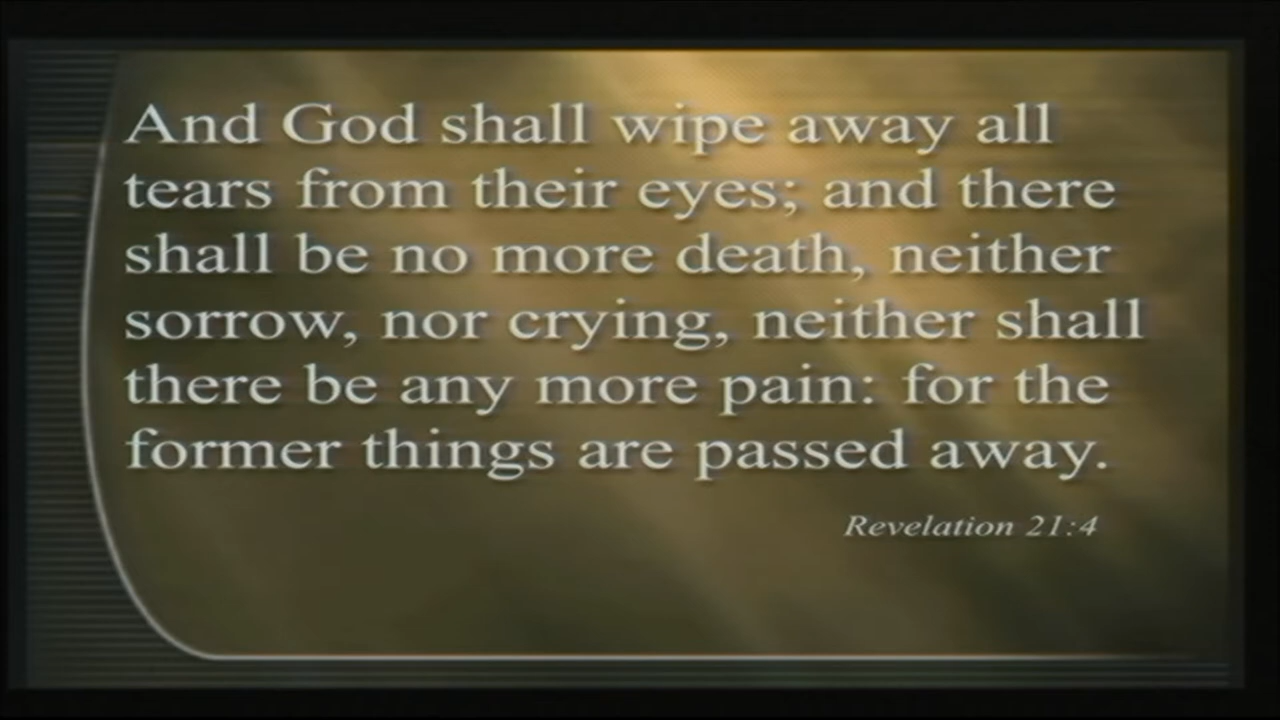 And God shall wipe away all
tears from their eyes; and there
shall be no more death, neither
sorrow, nor crying, neither shall
there be any more pain: for the
former things are passed away.
Revelation 21:4